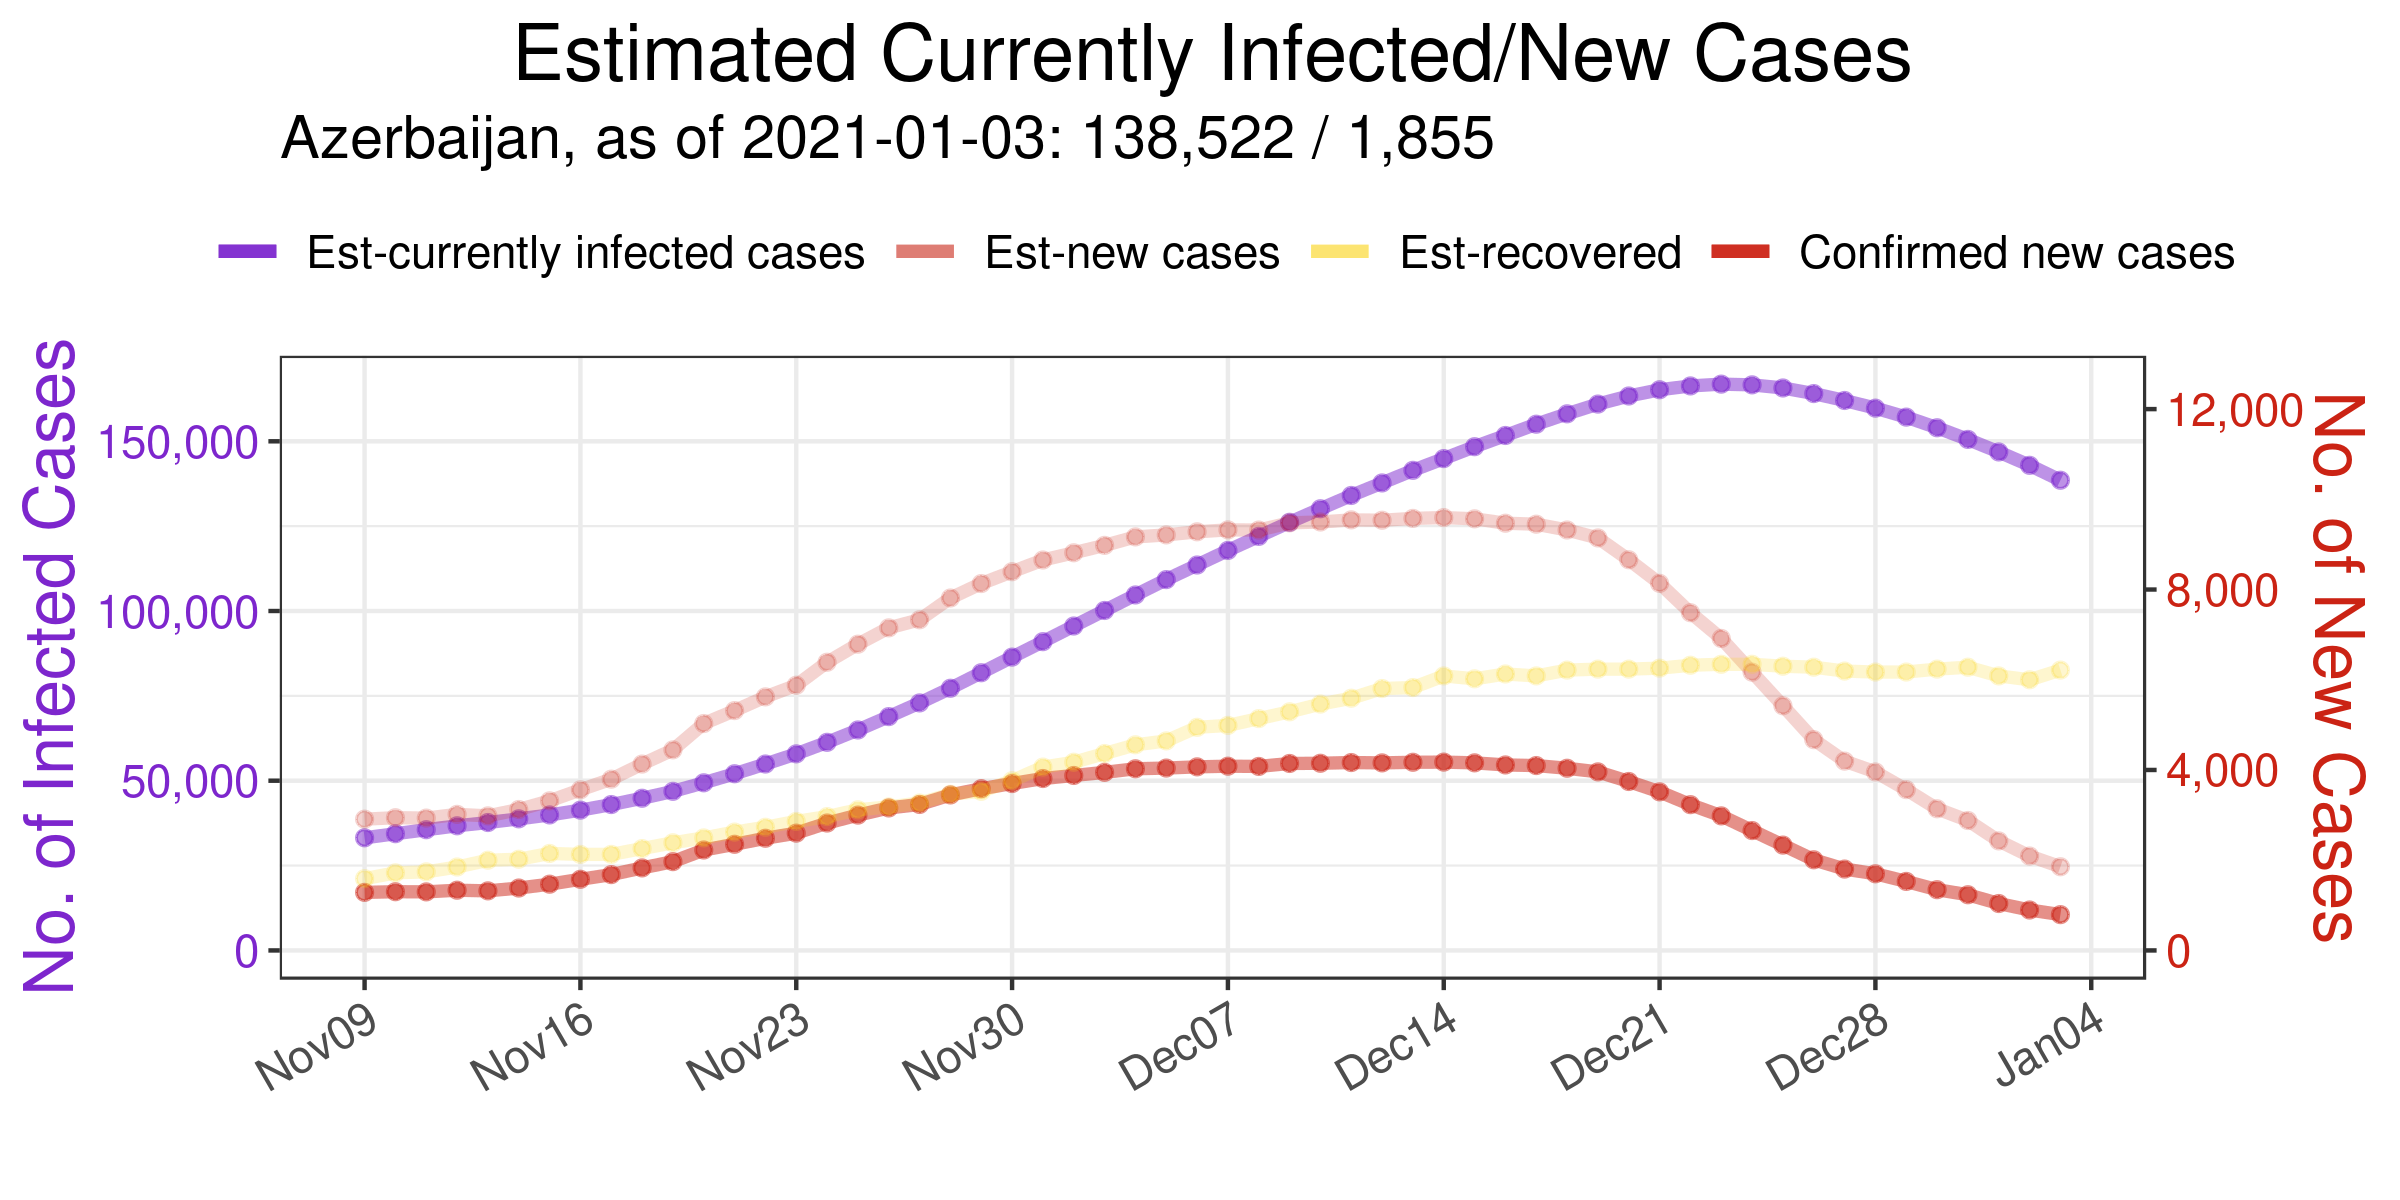 Estimated Currently Infected/New Cases
Azerbaijan, as of 2021-01-03: 138,522 / 1,855
Est-currently infected cases Est-new cases Est-recovered Confirmed new cases
No. of Infected Cases
150,000
100,000
50,000
0
12,000
8,000
4,000
0
No. of New Cases
Nov09 Nov16 Nov23 Nov30 Dec07 Dec14 Dec21 Dec28 Jan04